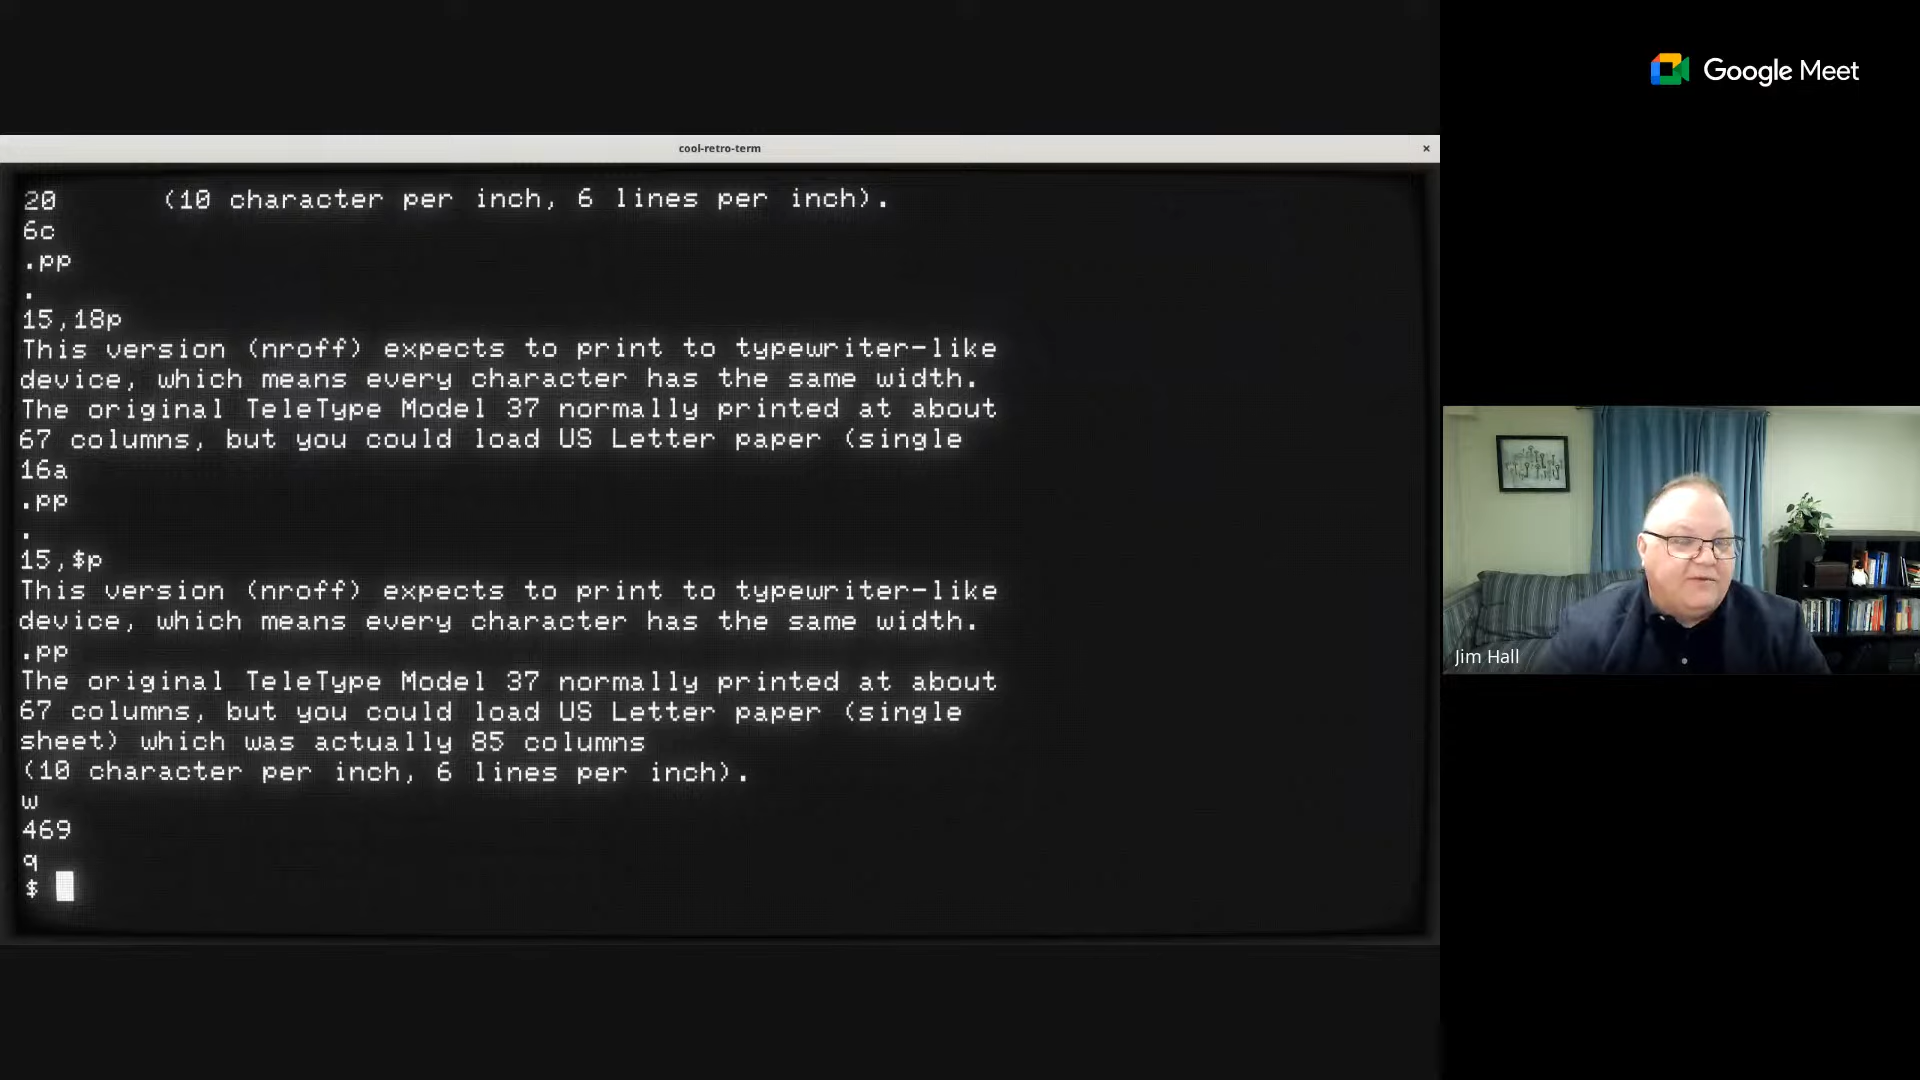 Google Meet
cool-retro-term ×
20 (10 character per inch, 6 lines per inch).
6c
.pp
.
15,18p
This version (nroff) expects to print to typewriter-like
device, which means every character has the same width.
The original TeleType Model 37 normally printed at about
67 columns, but you could load US Letter paper (single
16a
.pp
.
15,$p
This version (nroff) expects to print to typewriter-like
device, which means every character has the same width.
.pp
The original TeleType Model 37 normally printed at about
67 columns, but you could load US Letter paper (single
sheet) which was actually 85 columns
(10 character per inch, 6 lines per inch).
w
469
q
$
Jim Hall